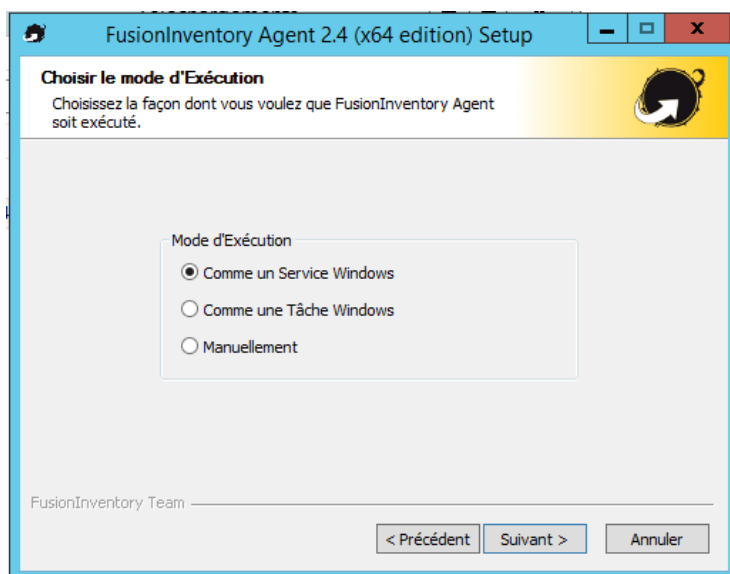 FusionInventory Agent 2.4 (x64 edition) Setup
Choisir le mode d'Exécution
Choisissez la façon dont vous voulez que FusionInventory Agent
soit exécuté.
Mode d'Exécution
Comme un Service Windows
Comme une Tâche Windows
Manuellement
FusionInventory Team
< Précédent Suivant > Annuler